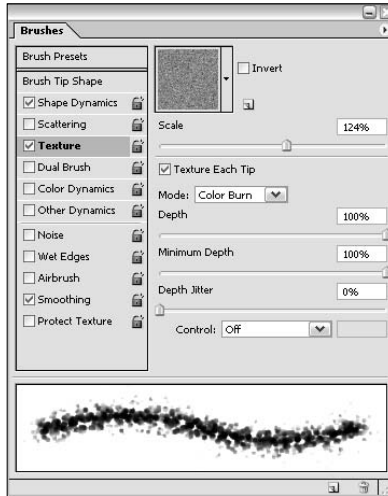 Brushes
Brush Presets
Brush Tip Shape
Shape Dynamics
Scattering
Texture
Dual Brush
Color Dynamics
Other Dynamics
Noise
Wet Edges
Airbrush
Smoothing
Protect Texture
Invert
Scale 124%
Texture Each Tip
Mode: Color Burn
Depth 100%
Minimum Depth 100%
Depth Jitter 0%
Control: Off